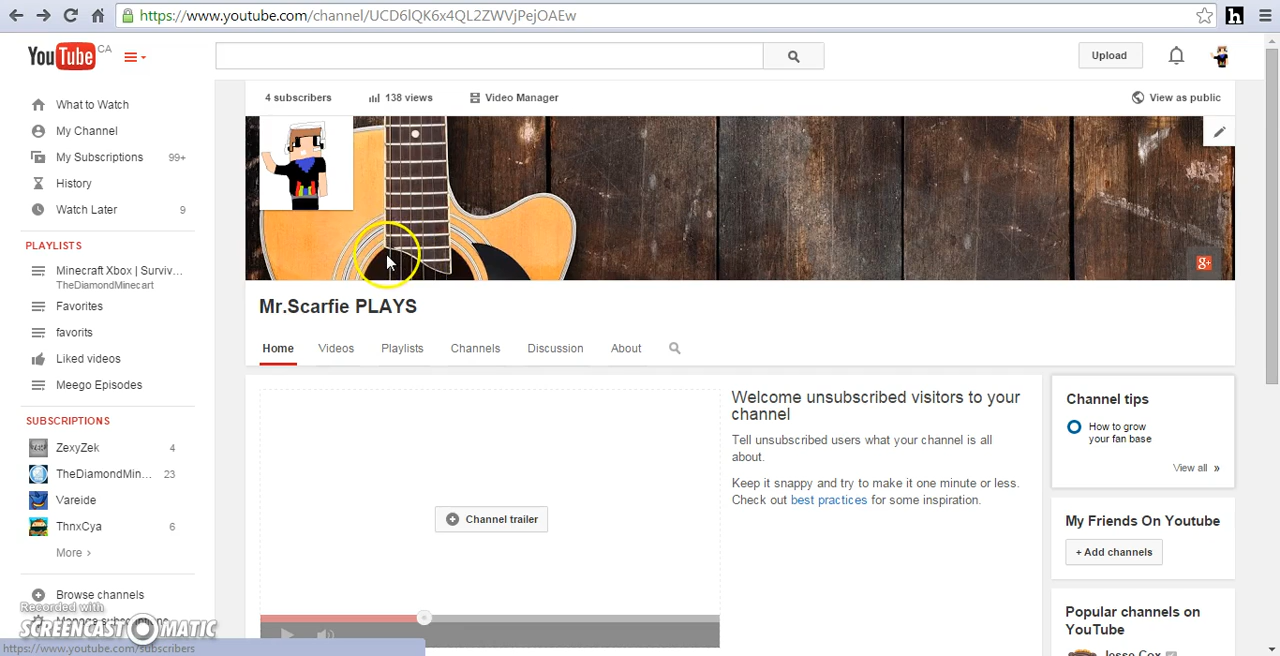 https://www.youtube.com/channel/UCD6lQK6x4QL2ZWVjPejOAEw
h
YouTube CA
Upload
4 subscribers
138 views
Video Manager
View as public
What to Watch
My Channel
My Subscriptions 99+
History
Watch Later 9
PLAYLISTS
Minecraft Xbox | Surviv...
TheDiamondMinecart
Favorites
favorits
Liked videos
Meego Episodes
SUBSCRIPTIONS
ZexyZek 4
TheDiamondMin... 23
Vareide
ThnxCya 6
More ›
Browse channels
Manage subscriptions
g+
Mr.Scarfie PLAYS
Home Videos Playlists Channels Discussion About
Channel trailer
Welcome unsubscribed visitors to your
channel
Tell unsubscribed users what your channel is all
about.
Keep it snappy and try to make it one minute or less.
Check out best practices for some inspiration.
Channel tips
How to grow
your fan base
View all »
My Friends On Youtube
+ Add channels
Popular channels on
YouTube
Jesse Cox
Recorded with
SCREENCAST-O-MATIC
https://www.youtube.com/subscribers